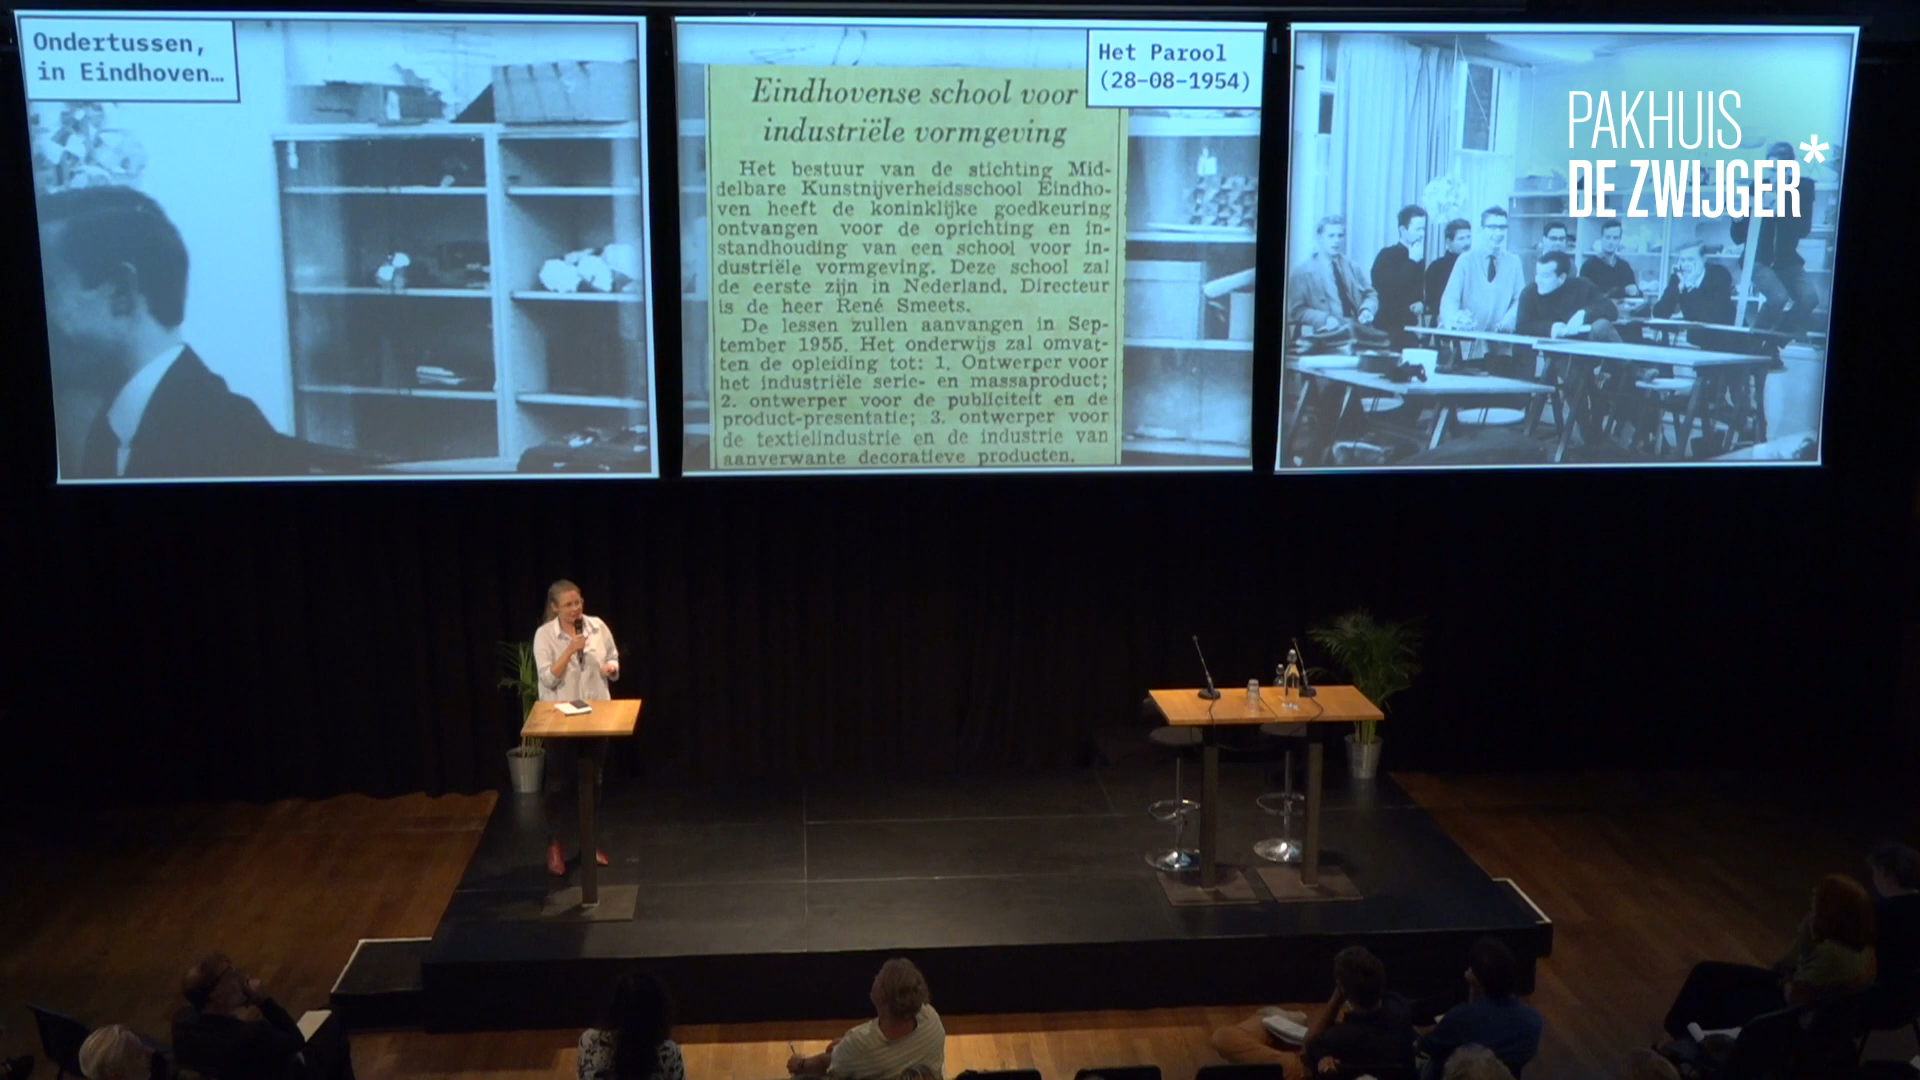 Ondertussen,
in Eindhoven…
Eindhovense school voor
industriële vormgeving
Het bestuur van de stichting Mid-
delbare Kunstnijverheidsschool Eindho-
ven heeft de koninklijke goedkeuring
ontvangen voor de oprichting en in-
standhouding van een school voor in-
dustriële vormgeving. Deze school zal
de eerste zijn in Nederland. Directeur
is de heer René Smeets.
De lessen zullen aanvangen in Sep-
tember 1955. Het onderwijs zal omvat-
ten de opleiding tot: 1. Ontwerper voor
het industriële serie- en massaproduct;
2. ontwerper voor de publiciteit en de
product-presentatie; 3. ontwerper voor
de textielindustrie en de industrie van
aanverwante decoratieve producten.
Het Parool
(28-08-1954)
PAKHUIS
DE ZWIJGER*